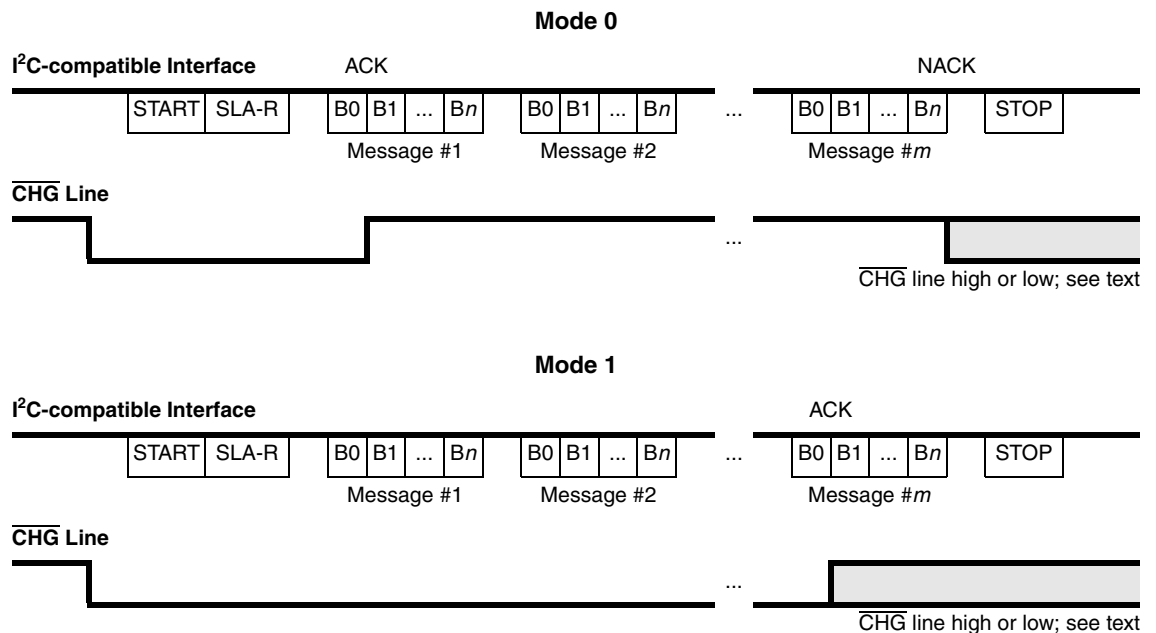 Mode 0
I²C-compatible Interface ACK NACK
START SLA-R B0 B1 ... Bn B0 B1 ... Bn ... B0 B1 ... Bn STOP
Message #1 Message #2 Message #m
CHG Line
...
CHG line high or low; see text
Mode 1
I²C-compatible Interface ACK
START SLA-R B0 B1 ... Bn B0 B1 ... Bn ... B0 B1 ... Bn STOP
Message #1 Message #2 Message #m
CHG Line
...
CHG line high or low; see text